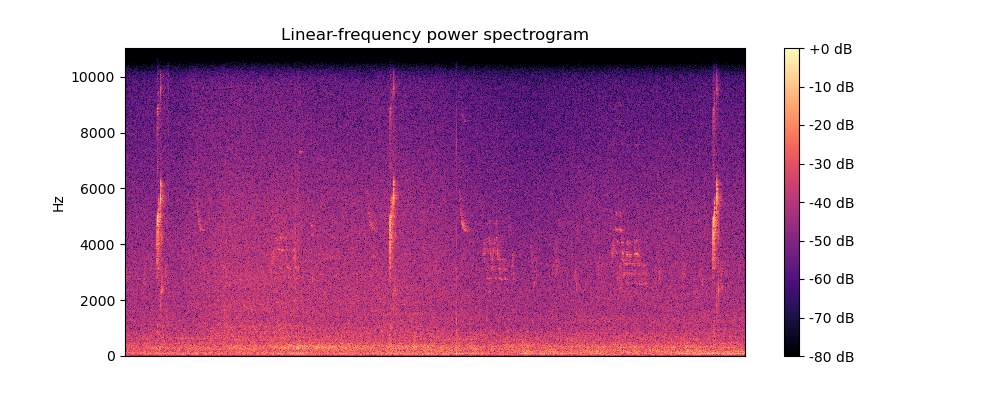 Linear-frequency power spectrogram
Hz
10000
8000
6000
4000
2000
0
+0 dB
-10 dB
-20 dB
-30 dB
-40 dB
-50 dB
-60 dB
-70 dB
-80 dB